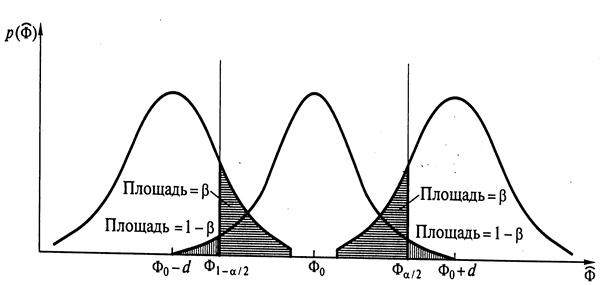 p(Φ̂)
Площадь = β
Площадь = β
Площадь = 1 – β
Площадь = 1 – β
Φ₀ – d Φ₁₋α/₂ Φ₀ Φα/₂ Φ₀ + d Φ̂